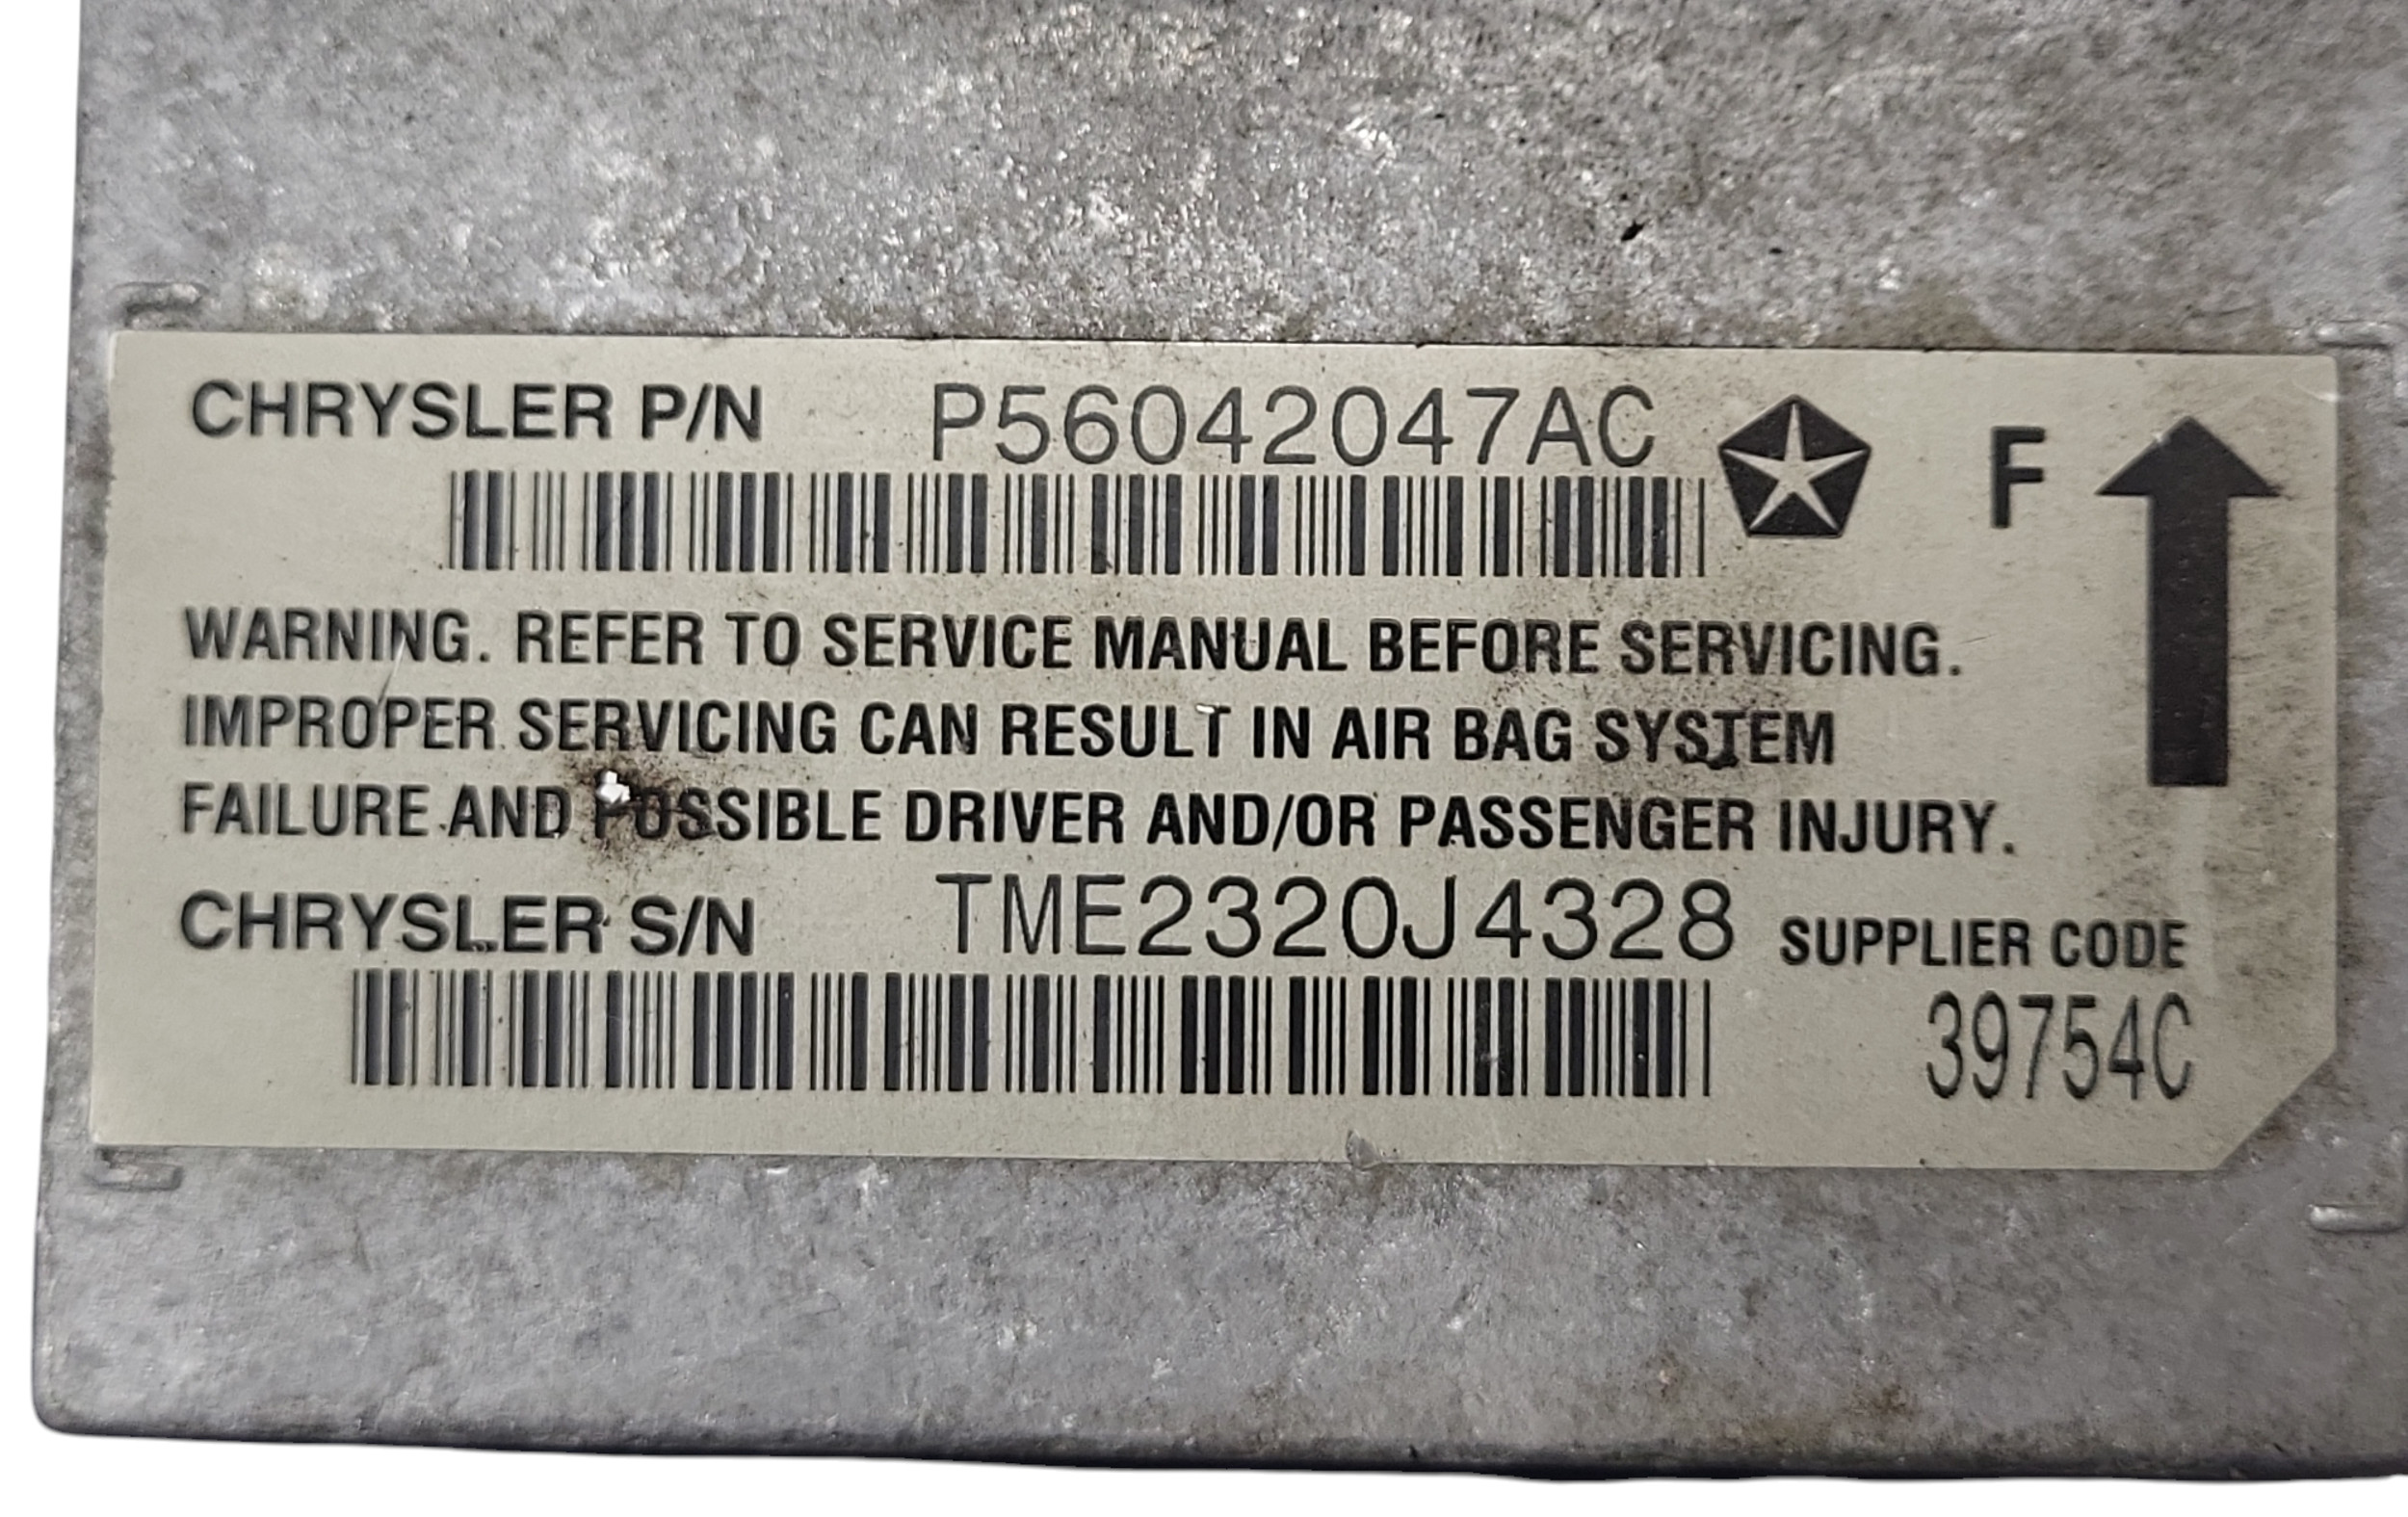 CHRYSLER P/N P56042047AC F
WARNING. REFER TO SERVICE MANUAL BEFORE SERVICING.
IMPROPER SERVICING CAN RESULT IN AIR BAG SYSTEM
FAILURE AND POSSIBLE DRIVER AND/OR PASSENGER INJURY.
CHRYSLER S/N TME2320J4328 SUPPLIER CODE
39754C